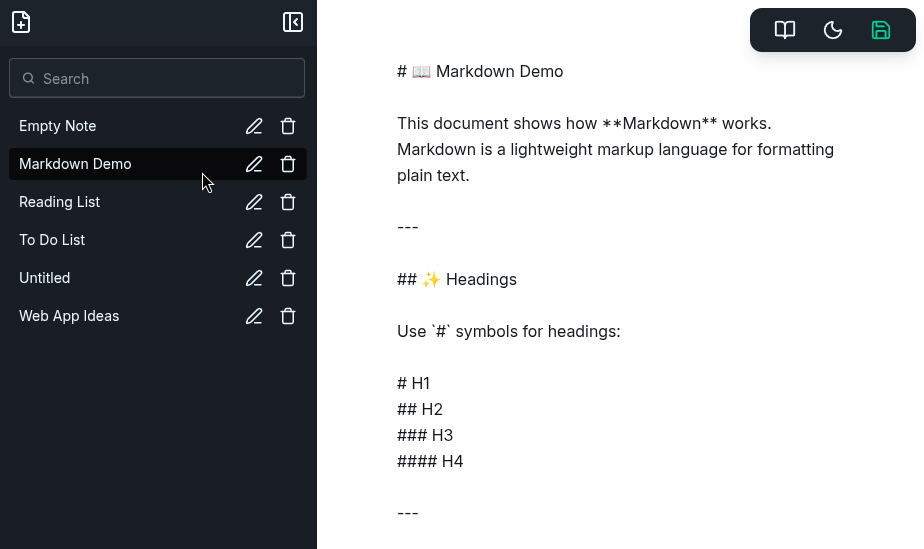 Search
Empty Note
Markdown Demo
Reading List
To Do List
Untitled
Web App Ideas
# 📖 Markdown Demo
This document shows how **Markdown** works.
Markdown is a lightweight markup language for formatting
plain text.
---
## ✨ Headings
Use `#` symbols for headings:
# H1
## H2
### H3
#### H4
---